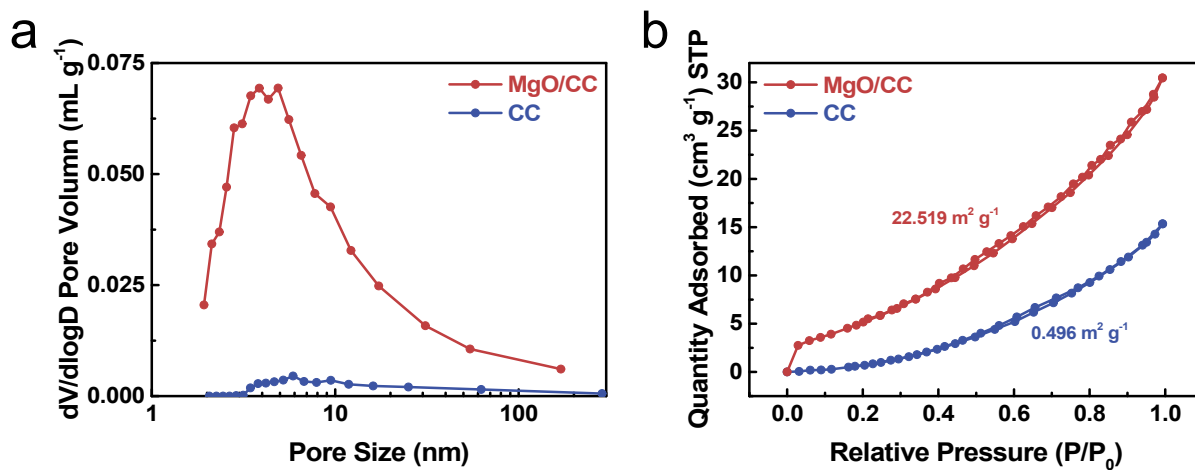 a
dV/dlogD Pore Volumn (mL g⁻¹)
0.075
0.050
0.025
0.000
MgO/CC
CC
1
10
100
Pore Size (nm)
b
Quantity Adsorbed (cm³ g⁻¹) STP
30
25
20
15
10
5
0
MgO/CC
CC
22.519 m² g⁻¹
0.496 m² g⁻¹
0.0
0.2
0.4
0.6
0.8
1.0
Relative Pressure (P/P₀)